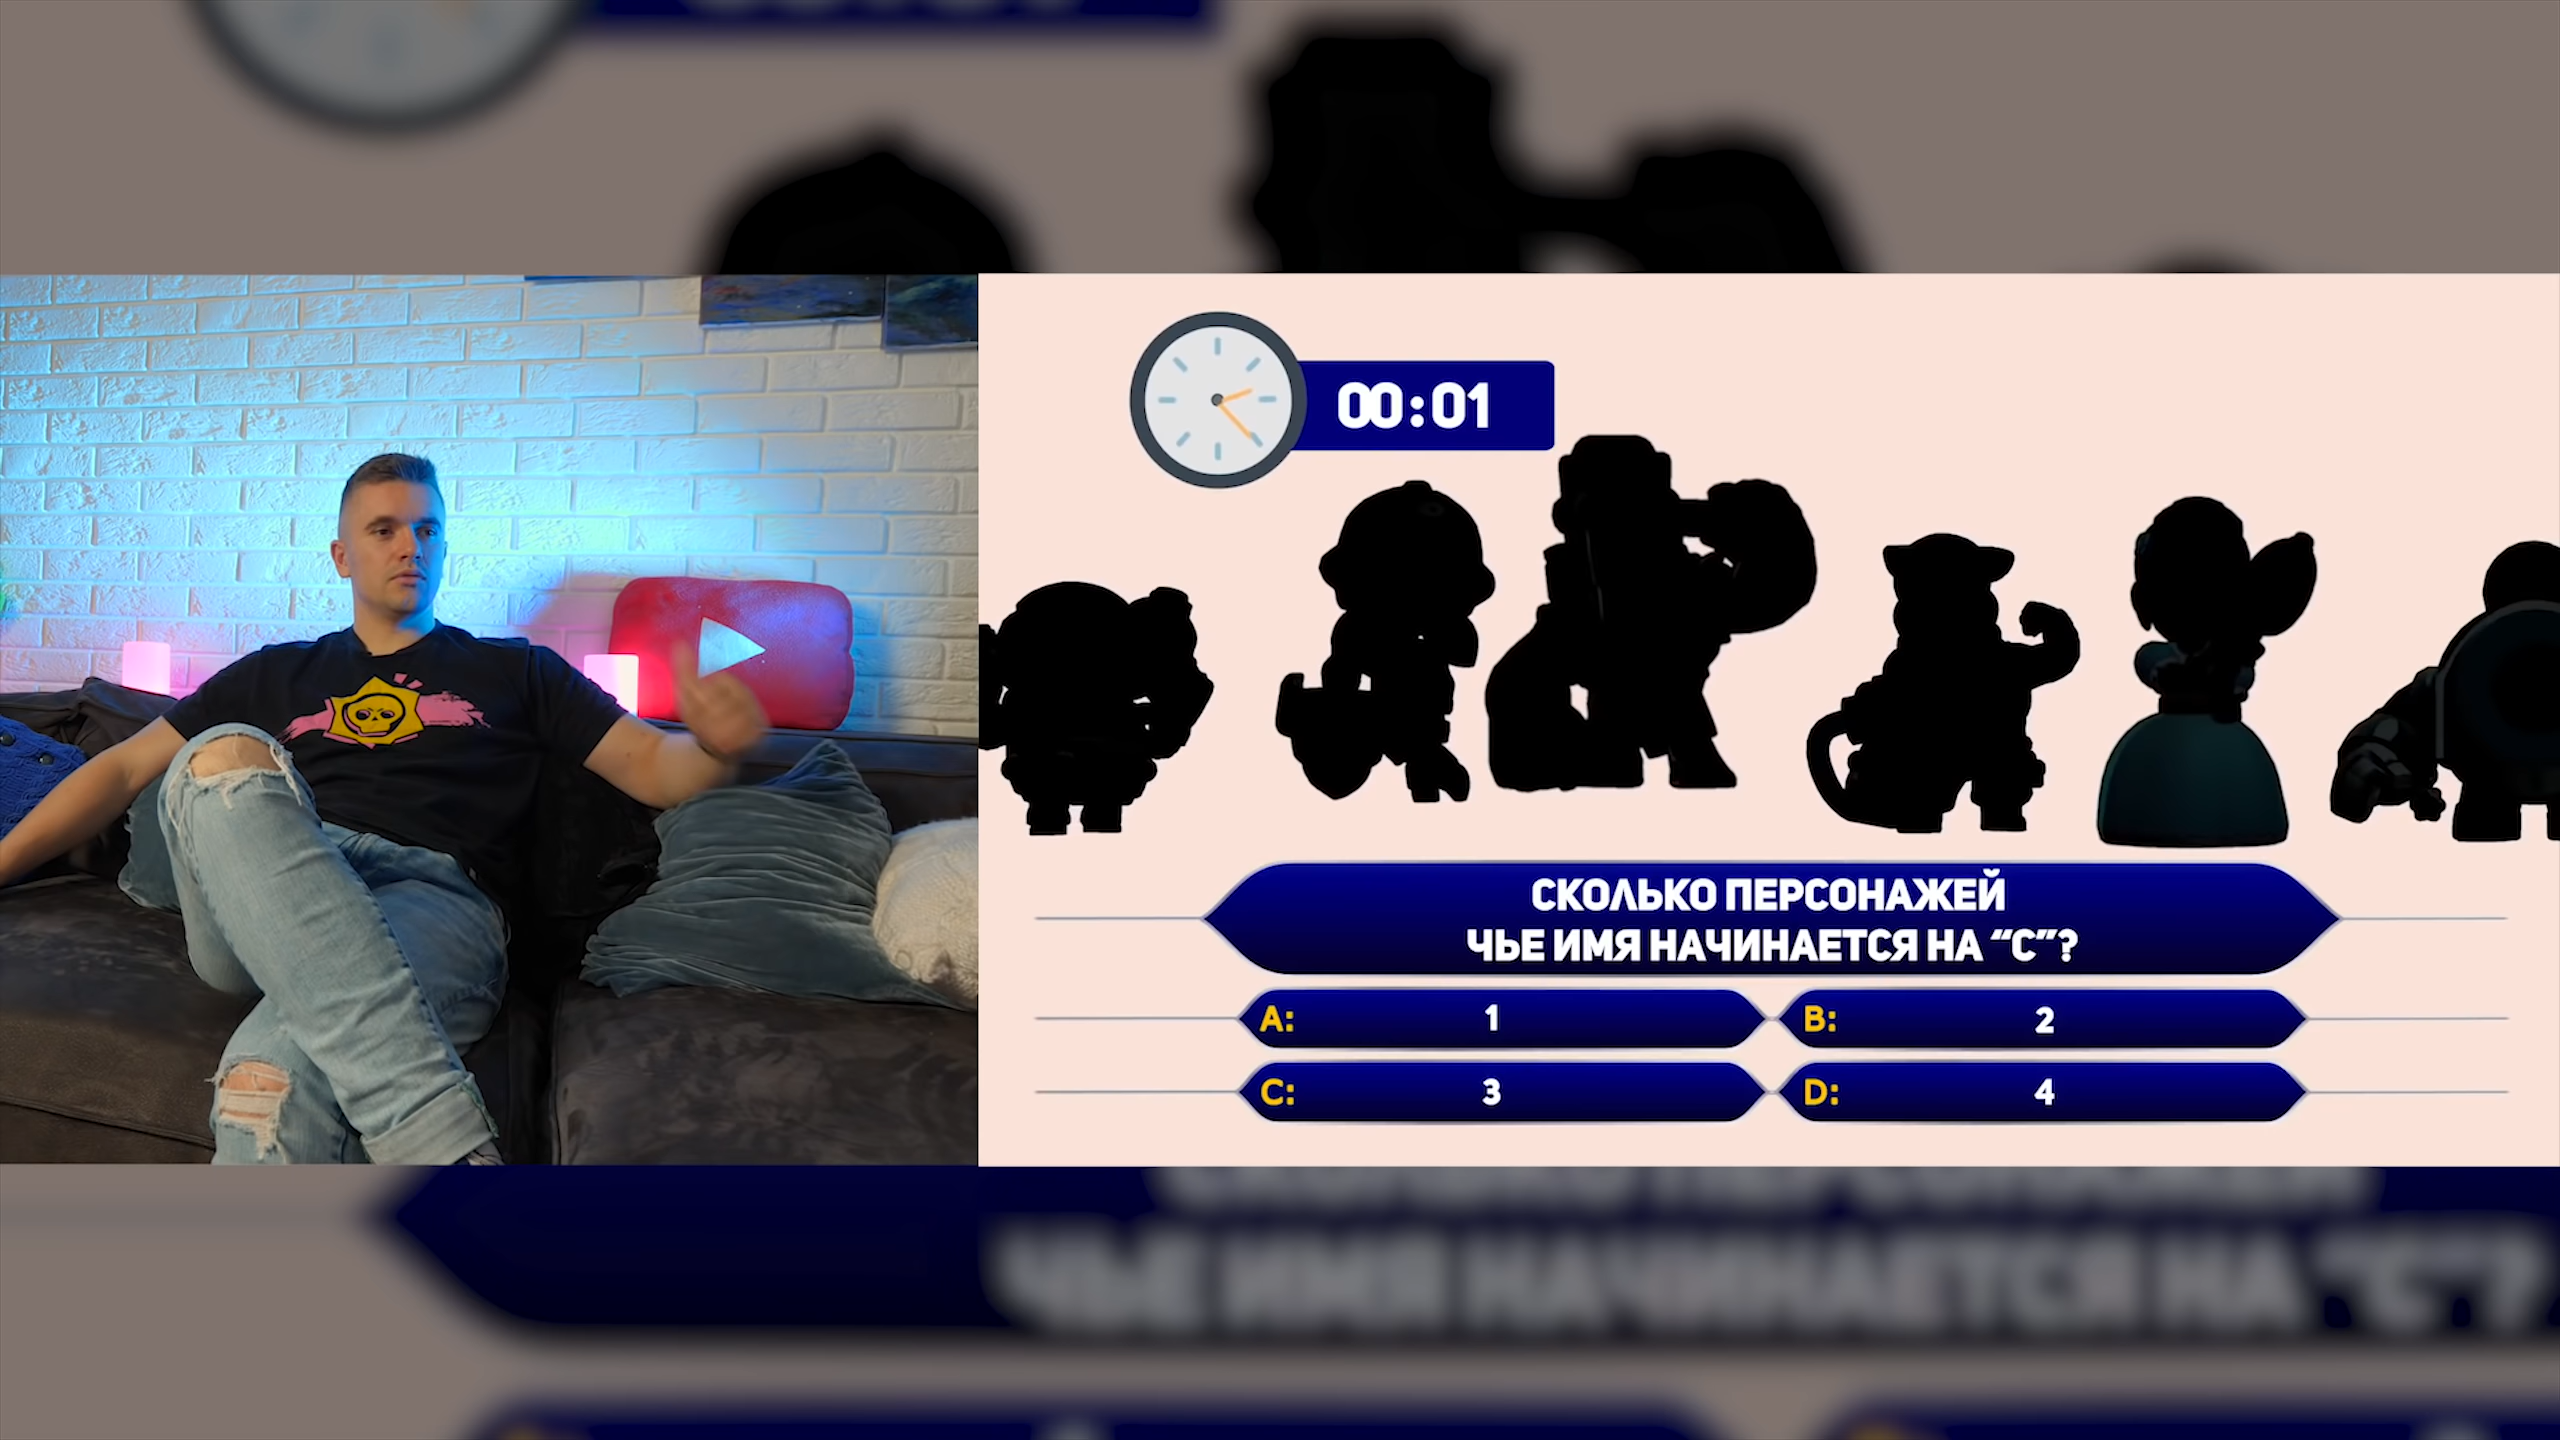 00:01
СКОЛЬКО ПЕРСОНАЖЕЙ
ЧЬЕ ИМЯ НАЧИНАЕТСЯ НА “С”?
A: 1
B: 2
C: 3
D: 4